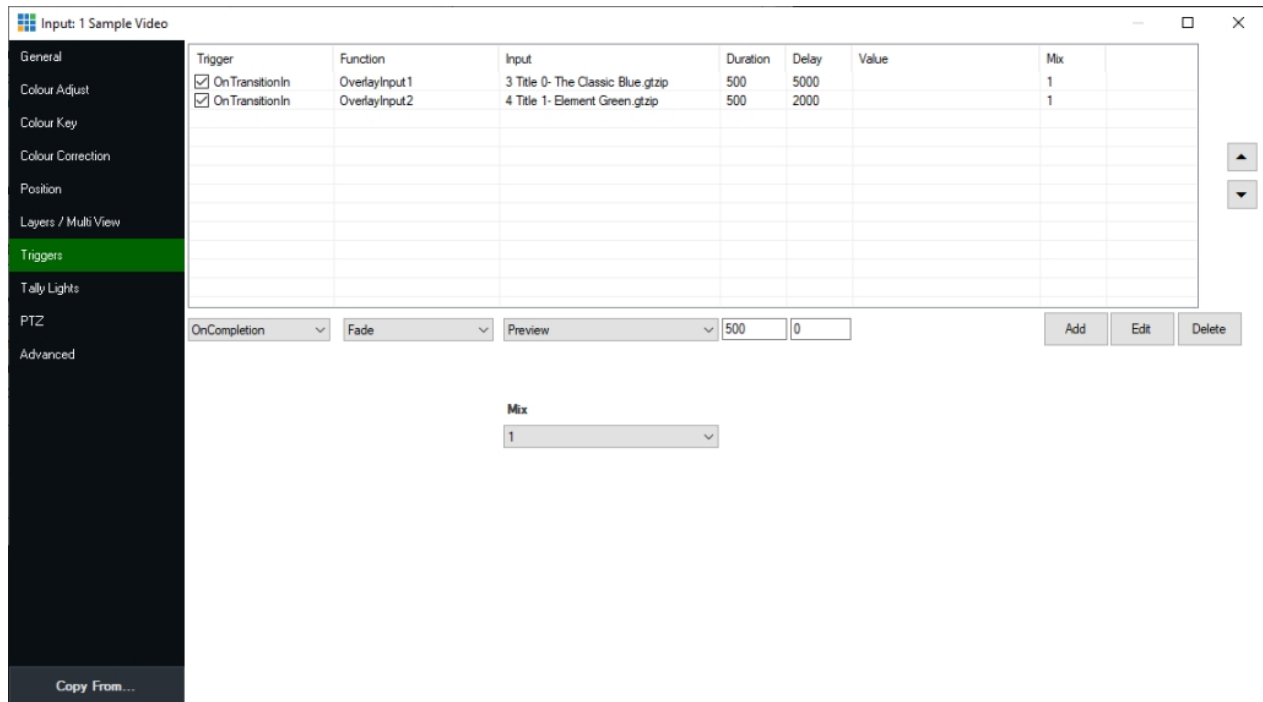 Input: 1 Sample Video
General
Colour Adjust
Colour Key
Colour Correction
Position
Layers / Multi View
Triggers
Tally Lights
PTZ
Advanced
Copy From...
Trigger Function Input Duration Delay Value Mix
OnTransitionIn OverlayInput1 3 Title 0- The Classic Blue.gtzip 500 5000 1
OnTransitionIn OverlayInput2 4 Title 1- Element Green.gtzip 500 2000 1
OnCompletion Fade Preview 500 0 Add Edit Delete
Mix
1